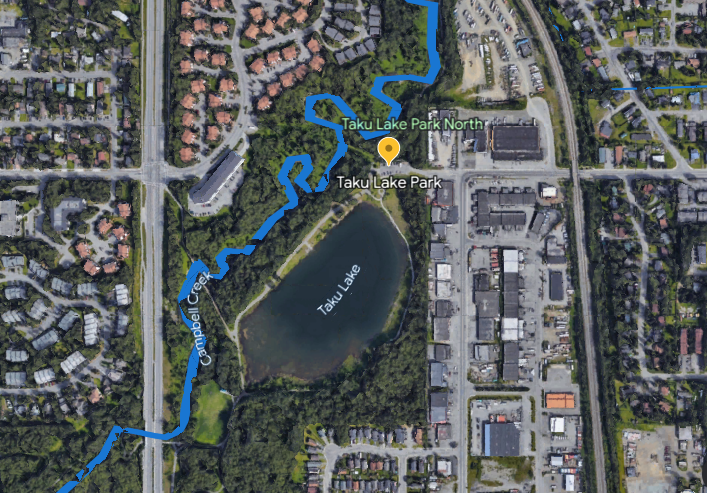 Taku Lake Park North
Taku Lake Park
Taku Lake
Campbell Creek